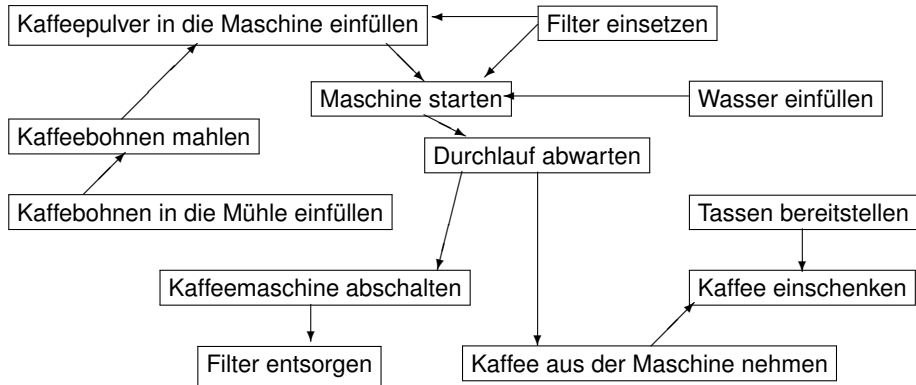 Kaffeepulver in die Maschine einfüllen
Filter einsetzen
Maschine starten
Wasser einfüllen
Kaffeebohnen mahlen
Durchlauf abwarten
Kaffebohnen in die Mühle einfüllen
Tassen bereitstellen
Kaffeemaschine abschalten
Kaffee einschenken
Filter entsorgen
Kaffee aus der Maschine nehmen